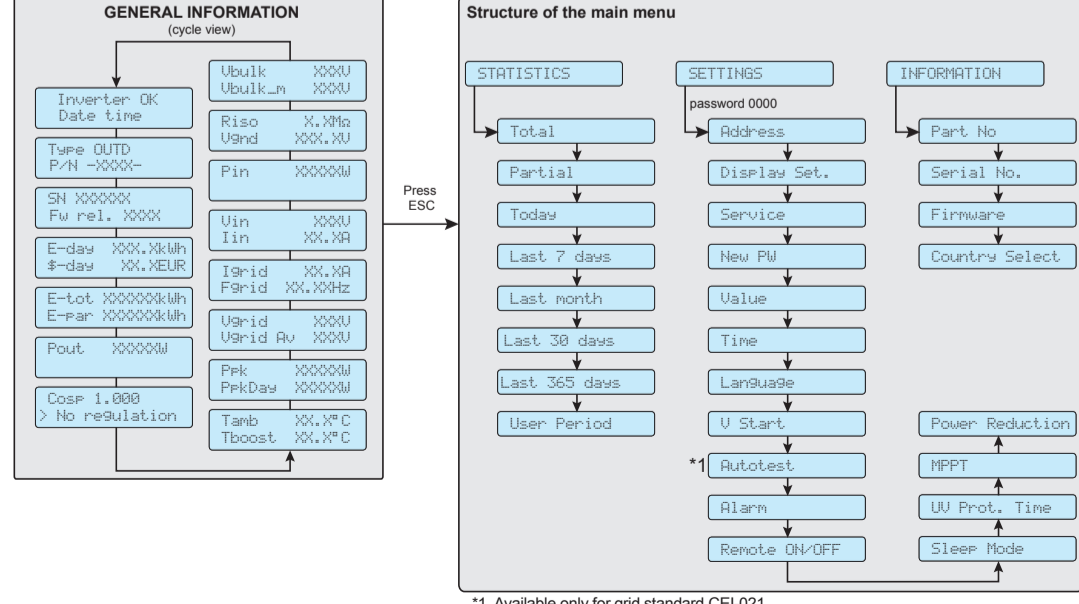 GENERAL INFORMATION
(cycle view)
Inverter OK
Date time
Type OUTD
P/N -XXXX-
SN XXXXXX
Fw rel. XXXX
E-day XXX.XkWh
$-day XX.XEUR
E-tot XXXXXXkWh
E-par XXXXXXkWh
Pout XXXXXW
Cosp 1.000
> No regulation
Vbulk XXXV
Vbulk_m XXXV
Riso X.XMΩ
Vgnd XXX.XV
Pin XXXXXW
Vin XXXV
Iin XX.XA
Igrid XX.XA
Fgrid XX.XXHz
Vgrid XXXV
Vgrid Av XXXV
Ppk XXXXXW
PpkDay XXXXXW
Tamb XX.X°C
Tboost XX.X°C
Press
ESC
Structure of the main menu
STATISTICS
Total
Partial
Today
Last 7 days
Last month
Last 30 days
Last 365 days
User Period
SETTINGS
password 0000
Address
Display Set.
Service
New PW
Value
Time
Language
V Start
*1 Autotest
Alarm
Remote ON/OFF
INFORMATION
Part No
Serial No.
Firmware
Country Select
Power Reduction
MPPT
UV Prot. Time
Sleep Mode
*1 Available only for grid standard CEI 021